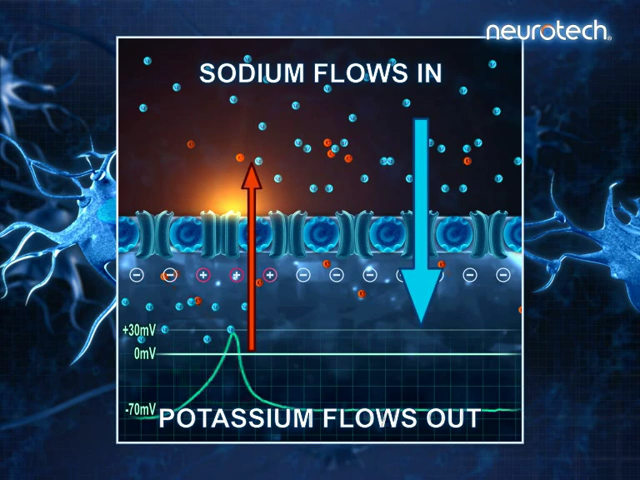 neurotech®
SODIUM FLOWS IN
− − + + + − − − − − − −
+30mV
0mV
-70mV
POTASSIUM FLOWS OUT